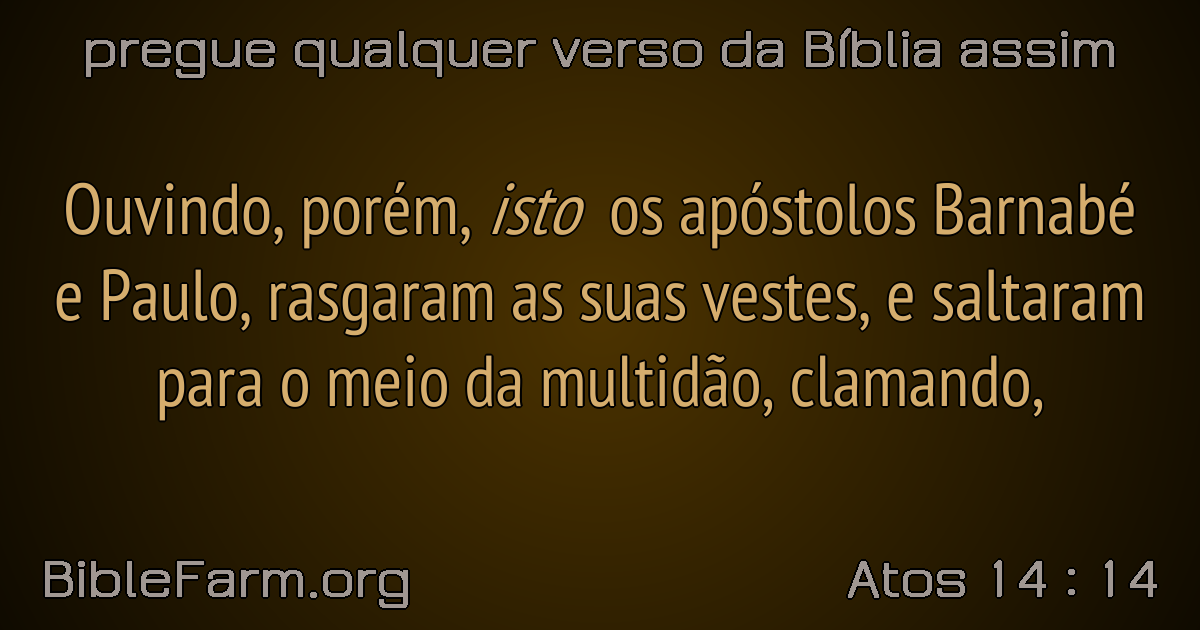 pregue qualquer verso da Bíblia assim
Ouvindo, porém, isto os apóstolos Barnabé
e Paulo, rasgaram as suas vestes, e saltaram
para o meio da multidão, clamando,
BibleFarm.org
Atos 14 : 14